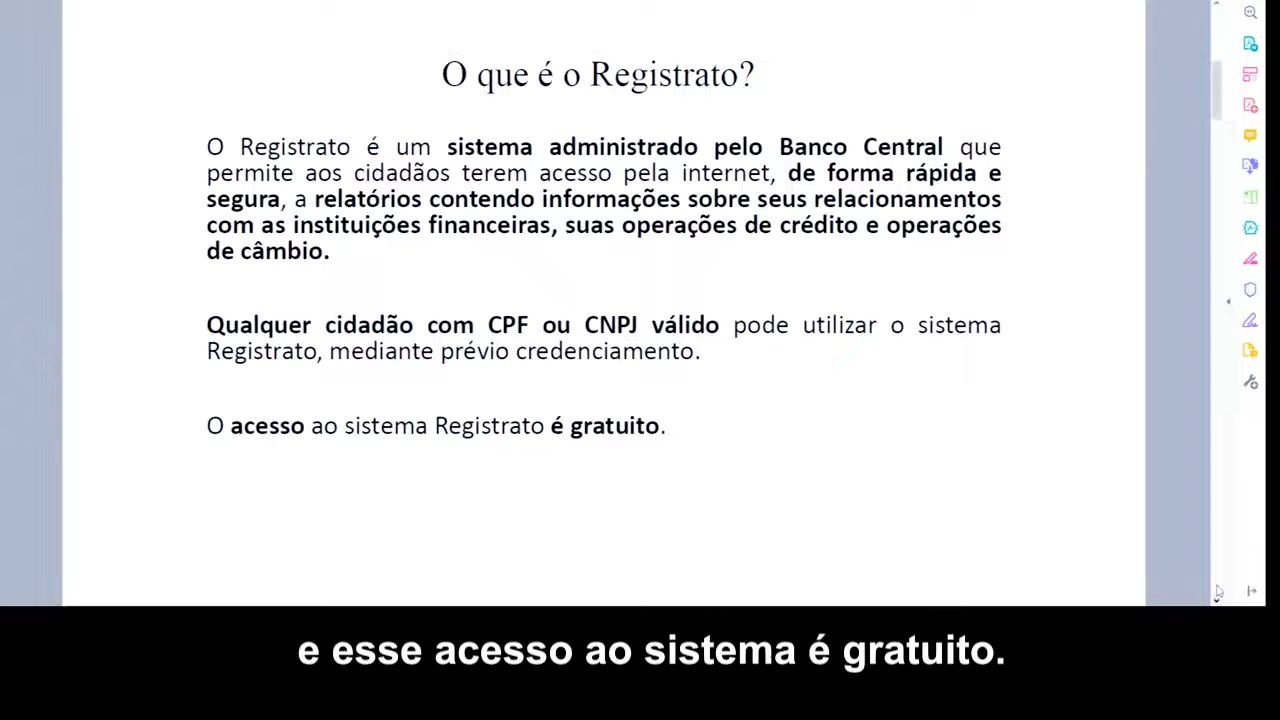 O que é o Registrato?
O Registrato é um sistema administrado pelo Banco Central que
permite aos cidadãos terem acesso pela internet, de forma rápida e
segura, a relatórios contendo informações sobre seus relacionamentos
com as instituições financeiras, suas operações de crédito e operações
de câmbio.
Qualquer cidadão com CPF ou CNPJ válido pode utilizar o sistema
Registrato, mediante prévio credenciamento.
O acesso ao sistema Registrato é gratuito.
e esse acesso ao sistema é gratuito.